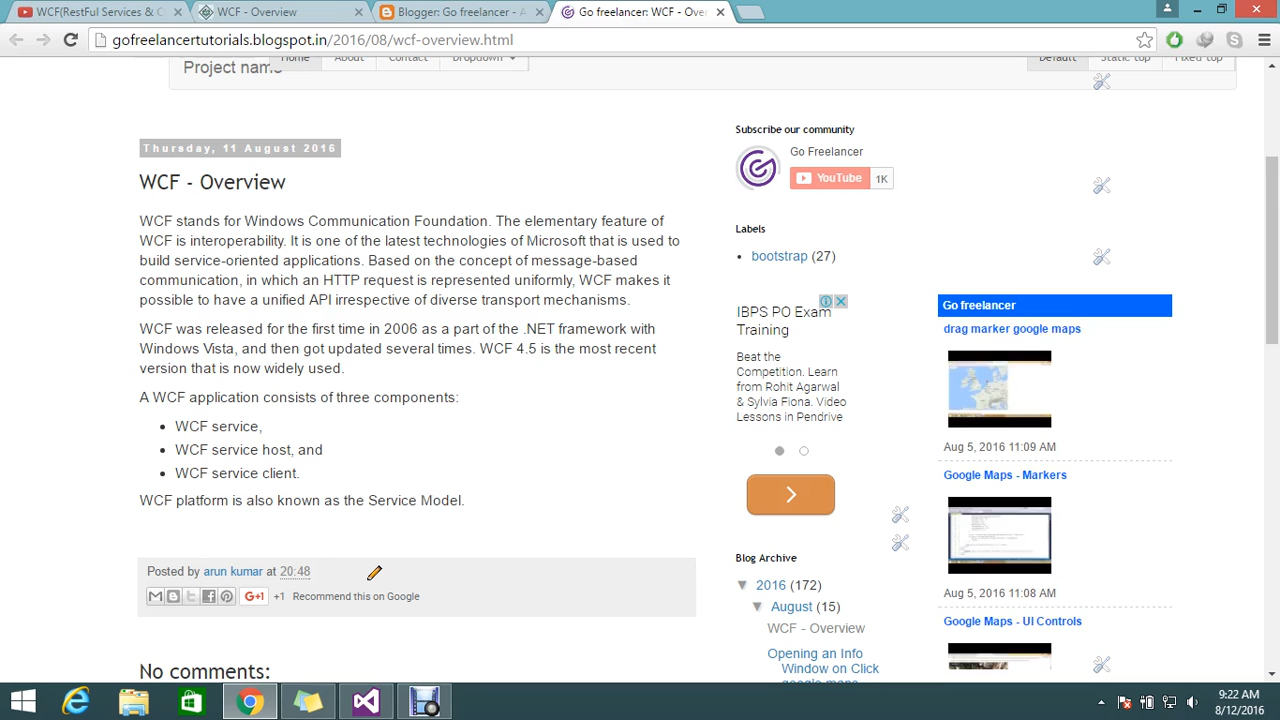 WCF(RestFul Services & C
WCF - Overview
Blogger: Go freelancer - A
Go freelancer: WCF - Over
gofreelancertutorials.blogspot.in/2016/08/wcf-overview.html
Project name
Home
About
Contact
Dropdown
Default
Static top
Fixed top
Thursday, 11 August 2016
WCF - Overview
WCF stands for Windows Communication Foundation. The elementary feature of
WCF is interoperability. It is one of the latest technologies of Microsoft that is used to
build service-oriented applications. Based on the concept of message-based
communication, in which an HTTP request is represented uniformly, WCF makes it
possible to have a unified API irrespective of diverse transport mechanisms.
WCF was released for the first time in 2006 as a part of the .NET framework with
Windows Vista, and then got updated several times. WCF 4.5 is the most recent
version that is now widely used.
A WCF application consists of three components:
• WCF service,
• WCF service host, and
• WCF service client.
WCF platform is also known as the Service Model.
Posted by arun kumar at 20:48
G+1 +1 Recommend this on Google
No comments:
Subscribe our community
Go Freelancer
YouTube 1K
Labels
• bootstrap (27)
IBPS PO Exam
Training
Beat the
Competition. Learn
from Rohit Agarwal
& Sylvia Fiona. Video
Lessons in Pendrive
Blog Archive
▼ 2016 (172)
▼ August (15)
WCF - Overview
Opening an Info
Window on Click
google maps
Go freelancer
drag marker google maps
Aug 5, 2016 11:09 AM
Google Maps - Markers
Aug 5, 2016 11:08 AM
Google Maps - UI Controls
9:22 AM
8/12/2016